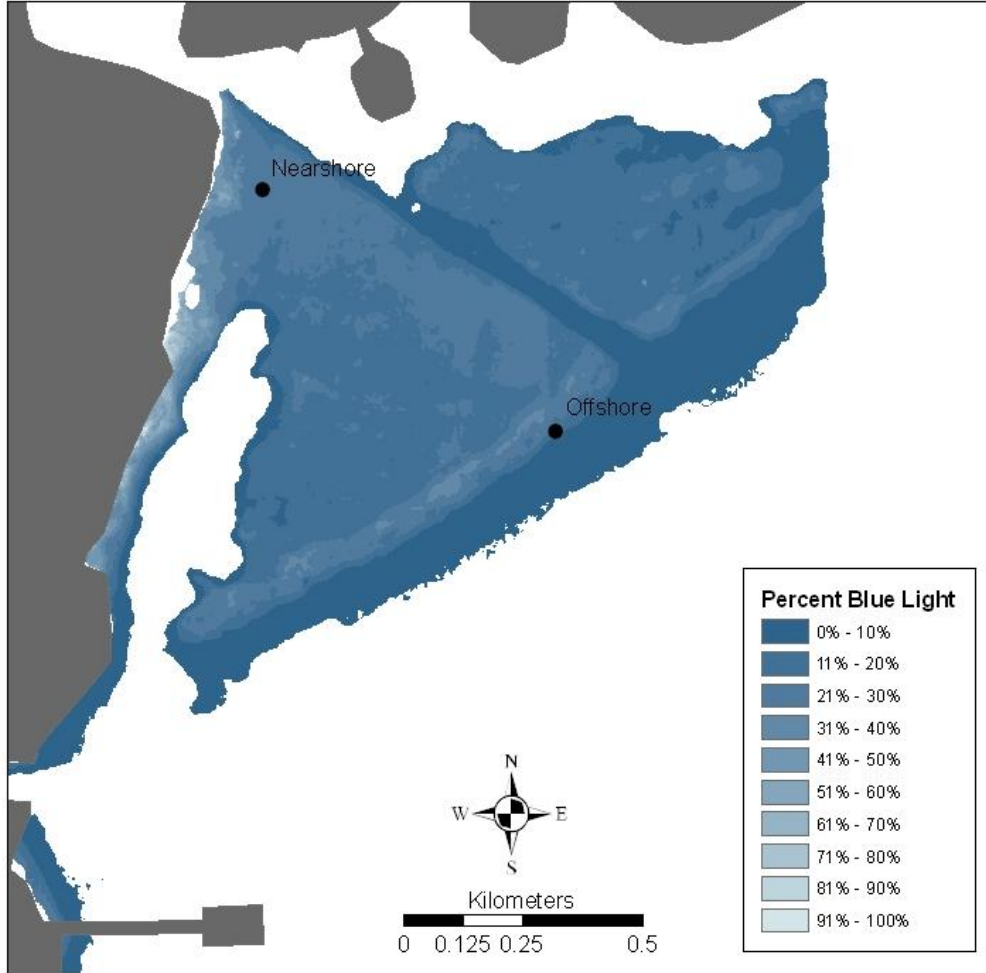 Nearshore
Offshore
Percent Blue Light
0% - 10%
11% - 20%
21% - 30%
31% - 40%
41% - 50%
51% - 60%
61% - 70%
71% - 80%
81% - 90%
91% - 100%
N
W E
S
Kilometers
0 0.125 0.25 0.5